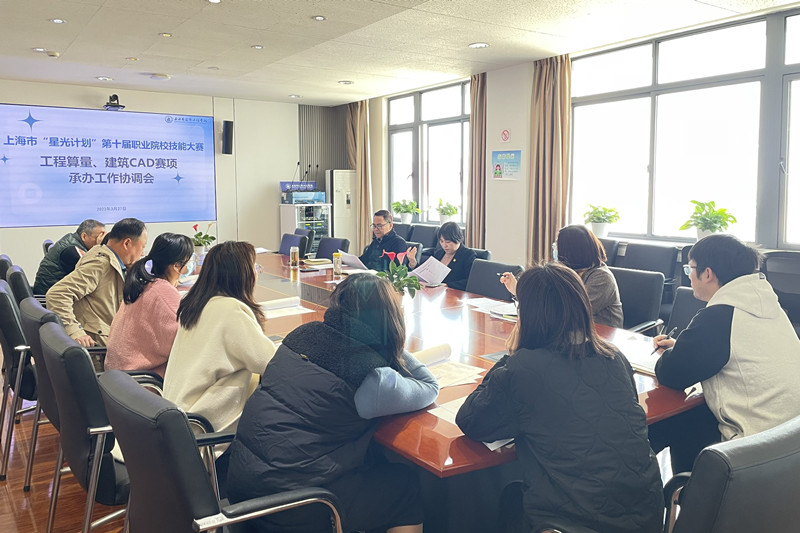 上海市“星光计划”第十届职业院校技能大赛
工程算量、建筑CAD赛项
承办工作协调会